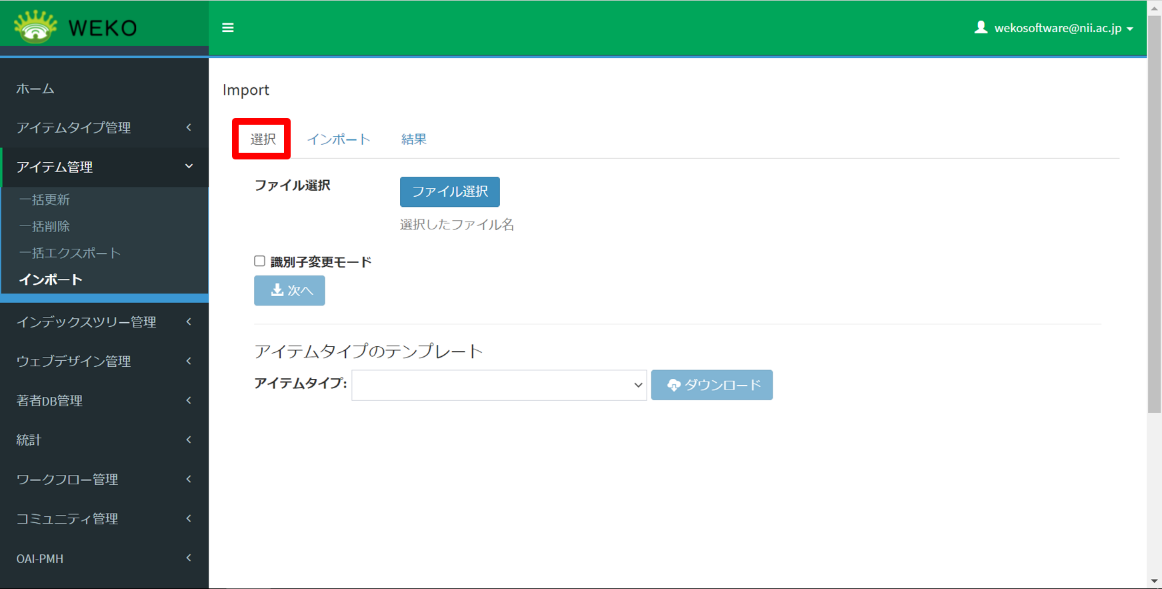 WEKO
wekosoftware@nii.ac.jp
ホーム
アイテムタイプ管理
アイテム管理
一括更新
一括削除
一括エクスポート
インポート
インデックスツリー管理
ウェブデザイン管理
著者DB管理
統計
ワークフロー管理
コミュニティ管理
OAI-PMH
Import
選択 インポート 結果
ファイル選択 ファイル選択
選択したファイル名
識別子変更モード
次へ
アイテムタイプのテンプレート
アイテムタイプ: ダウンロード